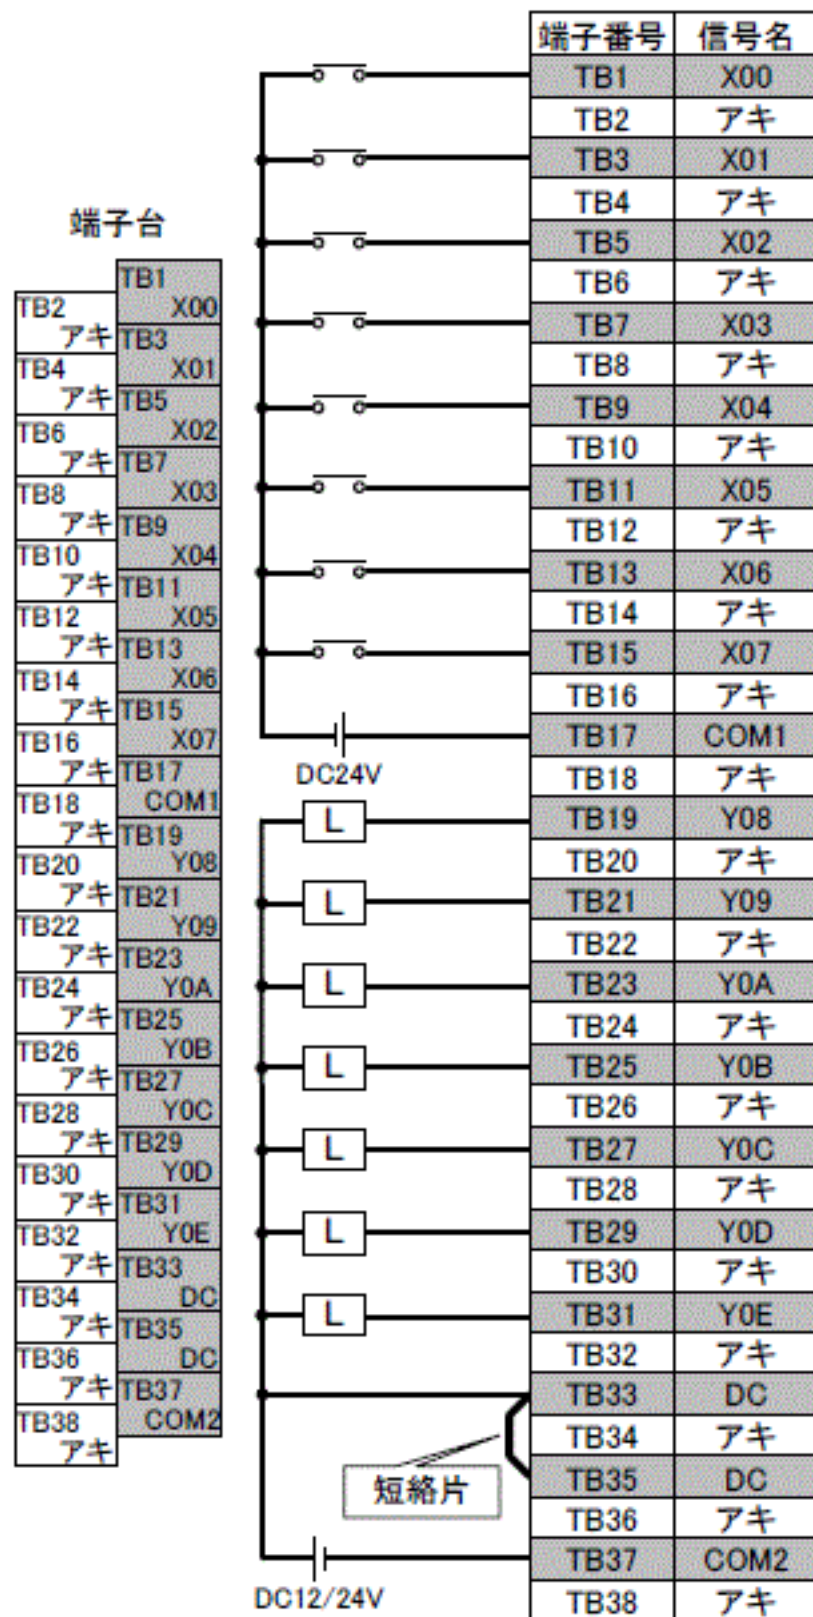 端子台
TB1
X00
TB2
アキ
TB3
X01
TB4
アキ
TB5
X02
TB6
アキ
TB7
X03
TB8
アキ
TB9
X04
TB10
アキ
TB11
X05
TB12
アキ
TB13
X06
TB14
アキ
TB15
X07
TB16
アキ
TB17
COM1
TB18
アキ
TB19
Y08
TB20
アキ
TB21
Y09
TB22
アキ
TB23
Y0A
TB24
アキ
TB25
Y0B
TB26
アキ
TB27
Y0C
TB28
アキ
TB29
Y0D
TB30
アキ
TB31
Y0E
TB32
アキ
TB33
DC
TB34
アキ
TB35
DC
TB36
アキ
TB37
COM2
TB38
アキ
DC24V
L
L
L
L
L
L
L
短絡片
DC12/24V
端子番号 信号名
TB1 X00
TB2 アキ
TB3 X01
TB4 アキ
TB5 X02
TB6 アキ
TB7 X03
TB8 アキ
TB9 X04
TB10 アキ
TB11 X05
TB12 アキ
TB13 X06
TB14 アキ
TB15 X07
TB16 アキ
TB17 COM1
TB18 アキ
TB19 Y08
TB20 アキ
TB21 Y09
TB22 アキ
TB23 Y0A
TB24 アキ
TB25 Y0B
TB26 アキ
TB27 Y0C
TB28 アキ
TB29 Y0D
TB30 アキ
TB31 Y0E
TB32 アキ
TB33 DC
TB34 アキ
TB35 DC
TB36 アキ
TB37 COM2
TB38 アキ